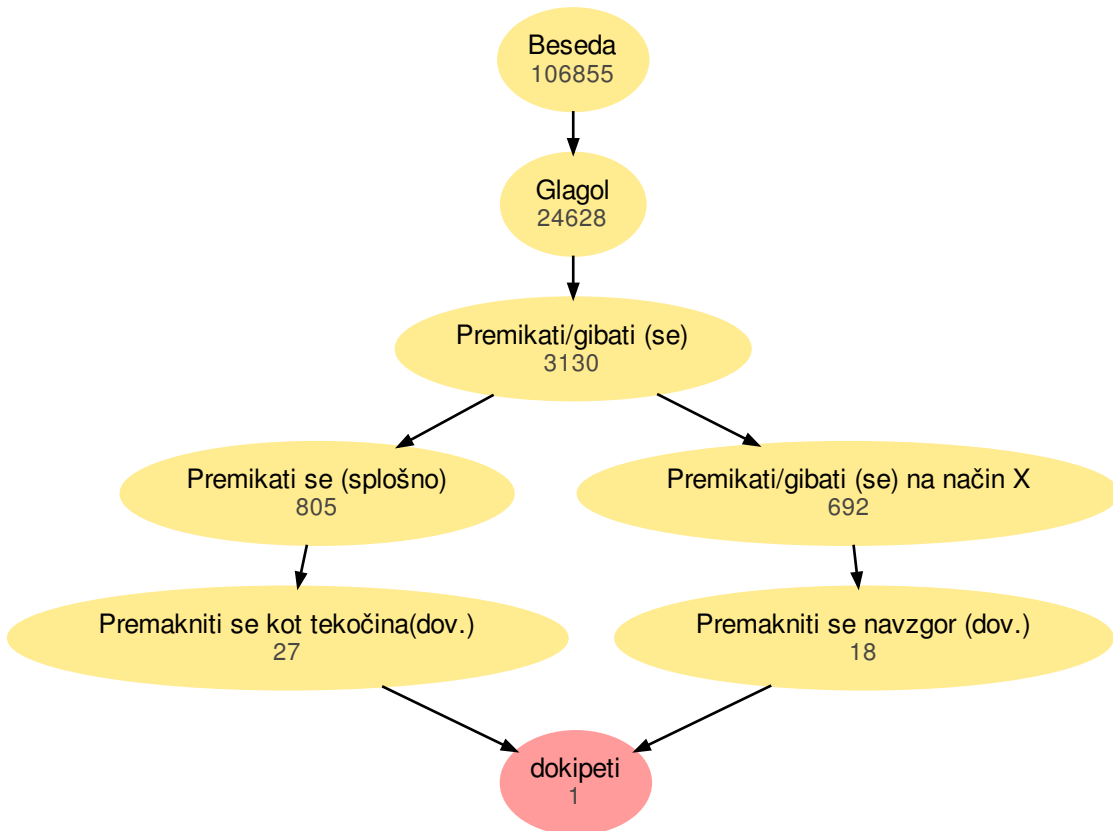 Beseda
106855
Glagol
24628
Premikati/gibati (se)
3130
Premikati se (splošno)
805
Premikati/gibati (se) na način X
692
Premakniti se kot tekočina(dov.)
27
Premakniti se navzgor (dov.)
18
dokipeti
1